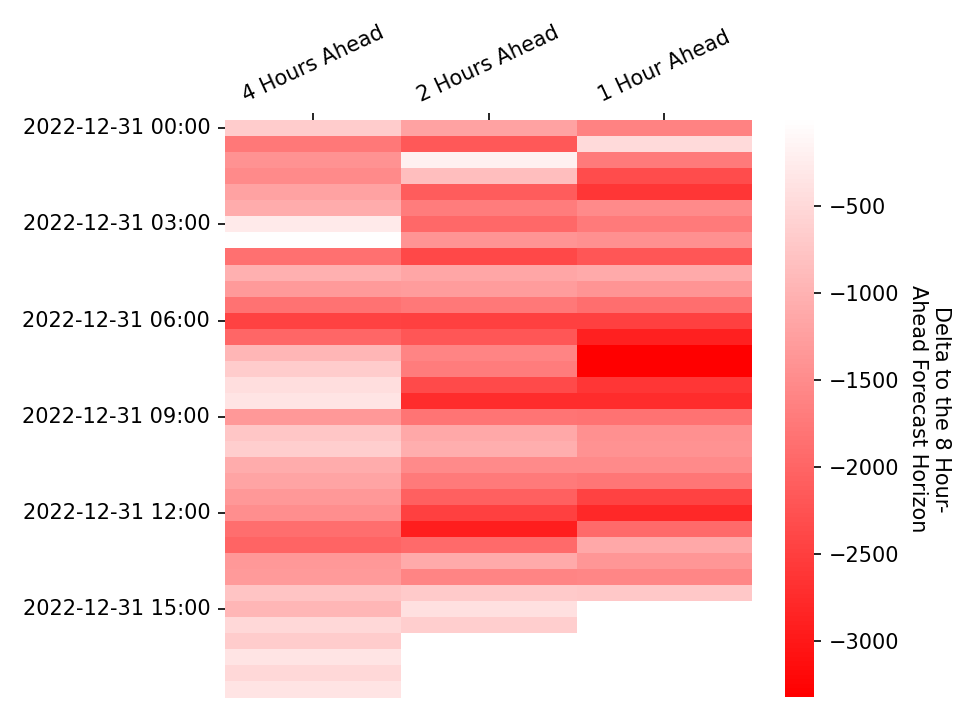 4 Hours Ahead
2 Hours Ahead
1 Hour Ahead
2022-12-31 00:00
2022-12-31 03:00
2022-12-31 06:00
2022-12-31 09:00
2022-12-31 12:00
2022-12-31 15:00
−500
−1000
−1500
−2000
−2500
−3000
Delta to the 8 Hour-
Ahead Forecast Horizon